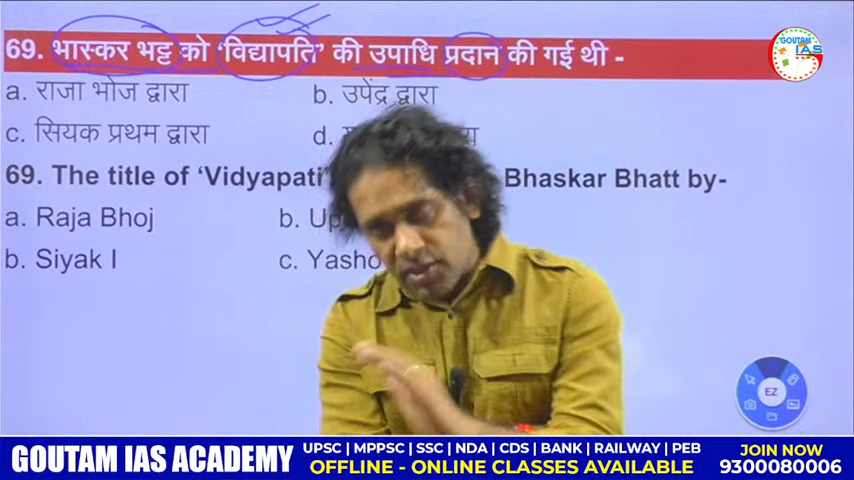 69. भास्कर भट्ट को 'विद्यापति' की उपाधि प्रदान की गई थी -
GOUTAM
IAS
a. राजा भोज द्वारा b. उपेंद्र द्वारा
c. सियक प्रथम द्वारा d.
69. The title of 'Vidyapati' Bhaskar Bhatt by-
a. Raja Bhoj b.
b. Siyak I c.
EZ
GOUTAM IAS ACADEMY
UPSC | MPPSC | SSC | NDA | CDS | BANK | RAILWAY | PEB
OFFLINE - ONLINE CLASSES AVAILABLE
JOIN NOW
9300080006